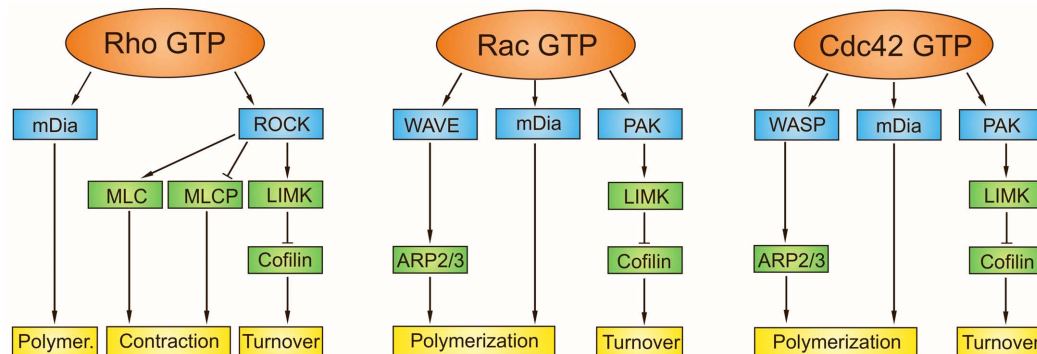 Rho GTP
Rac GTP
Cdc42 GTP
mDia
ROCK
WAVE
mDia
PAK
WASP
mDia
PAK
MLC
MLCP
LIMK
LIMK
LIMK
Cofilin
ARP2/3
Cofilin
ARP2/3
Cofilin
Polymer.
Contraction
Turnover
Polymerization
Turnover
Polymerization
Turnover